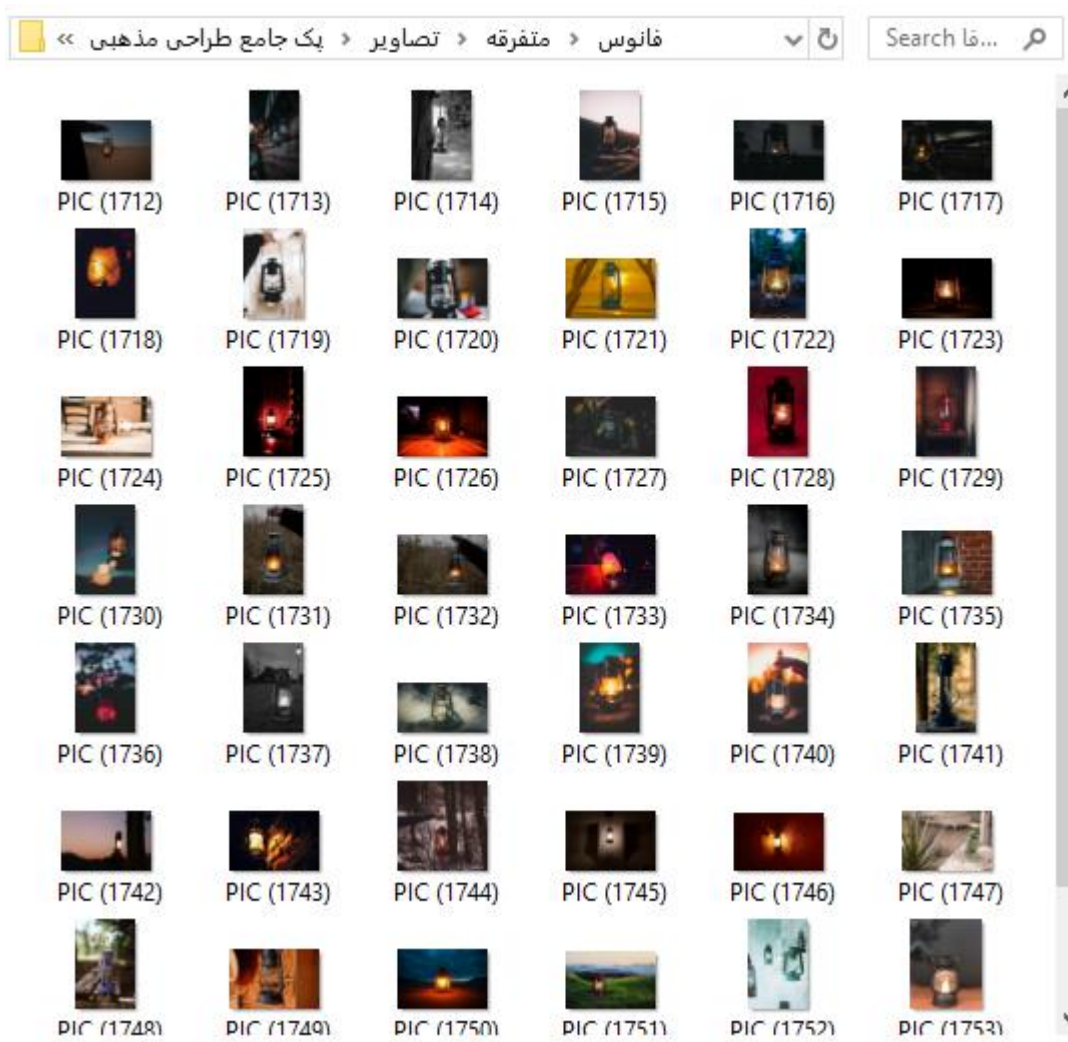 « پک جامع طراحی مذهبی › تصاویر › متفرقه › فانوس
Search فا...
PIC (1712) PIC (1713) PIC (1714) PIC (1715) PIC (1716) PIC (1717)
PIC (1718) PIC (1719) PIC (1720) PIC (1721) PIC (1722) PIC (1723)
PIC (1724) PIC (1725) PIC (1726) PIC (1727) PIC (1728) PIC (1729)
PIC (1730) PIC (1731) PIC (1732) PIC (1733) PIC (1734) PIC (1735)
PIC (1736) PIC (1737) PIC (1738) PIC (1739) PIC (1740) PIC (1741)
PIC (1742) PIC (1743) PIC (1744) PIC (1745) PIC (1746) PIC (1747)
PIC (1748) PIC (1749) PIC (1750) PIC (1751) PIC (1752) PIC (1753)